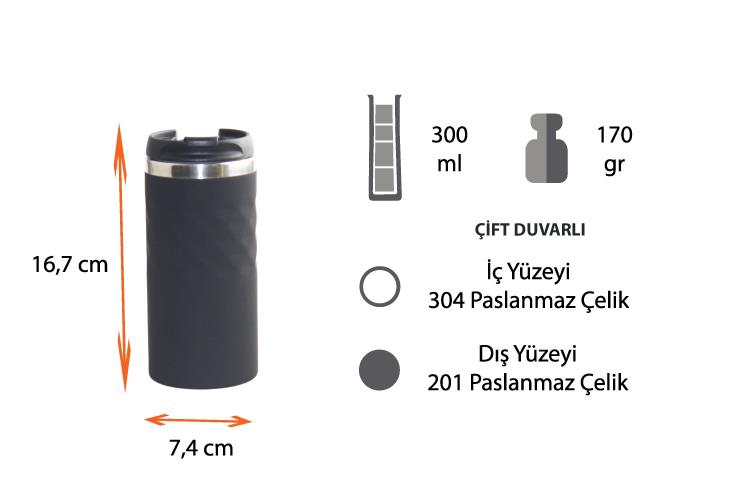 300
ml
170
gr
ÇİFT DUVARLI
İç Yüzeyi
304 Paslanmaz Çelik
Dış Yüzeyi
201 Paslanmaz Çelik
16,7 cm
7,4 cm